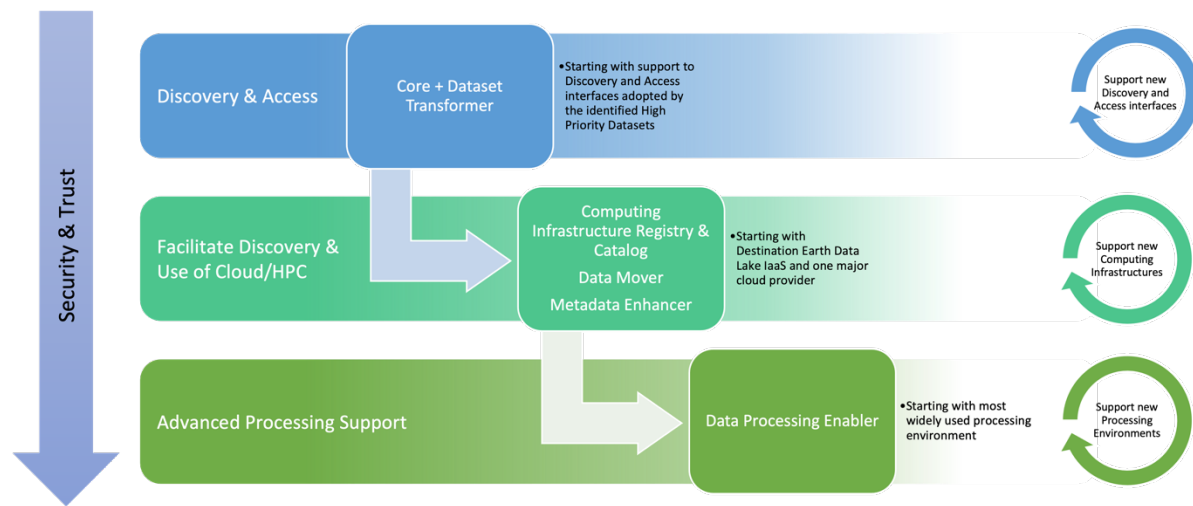 Security & Trust
Discovery & Access
Core + Dataset
Transformer
•Starting with support to
Discovery and Access
interfaces adopted by
the identified High
Priority Datasets
Support new
Discovery and
Access interfaces
Facilitate Discovery &
Use of Cloud/HPC
Computing
Infrastructure Registry &
Catalog
Data Mover
Metadata Enhancer
•Starting with
Destination Earth Data
Lake IaaS and one major
cloud provider
Support new
Computing
Infrastructures
Advanced Processing Support
Data Processing Enabler
•Starting with most
widely used processing
environment
Support new
Processing
Environments